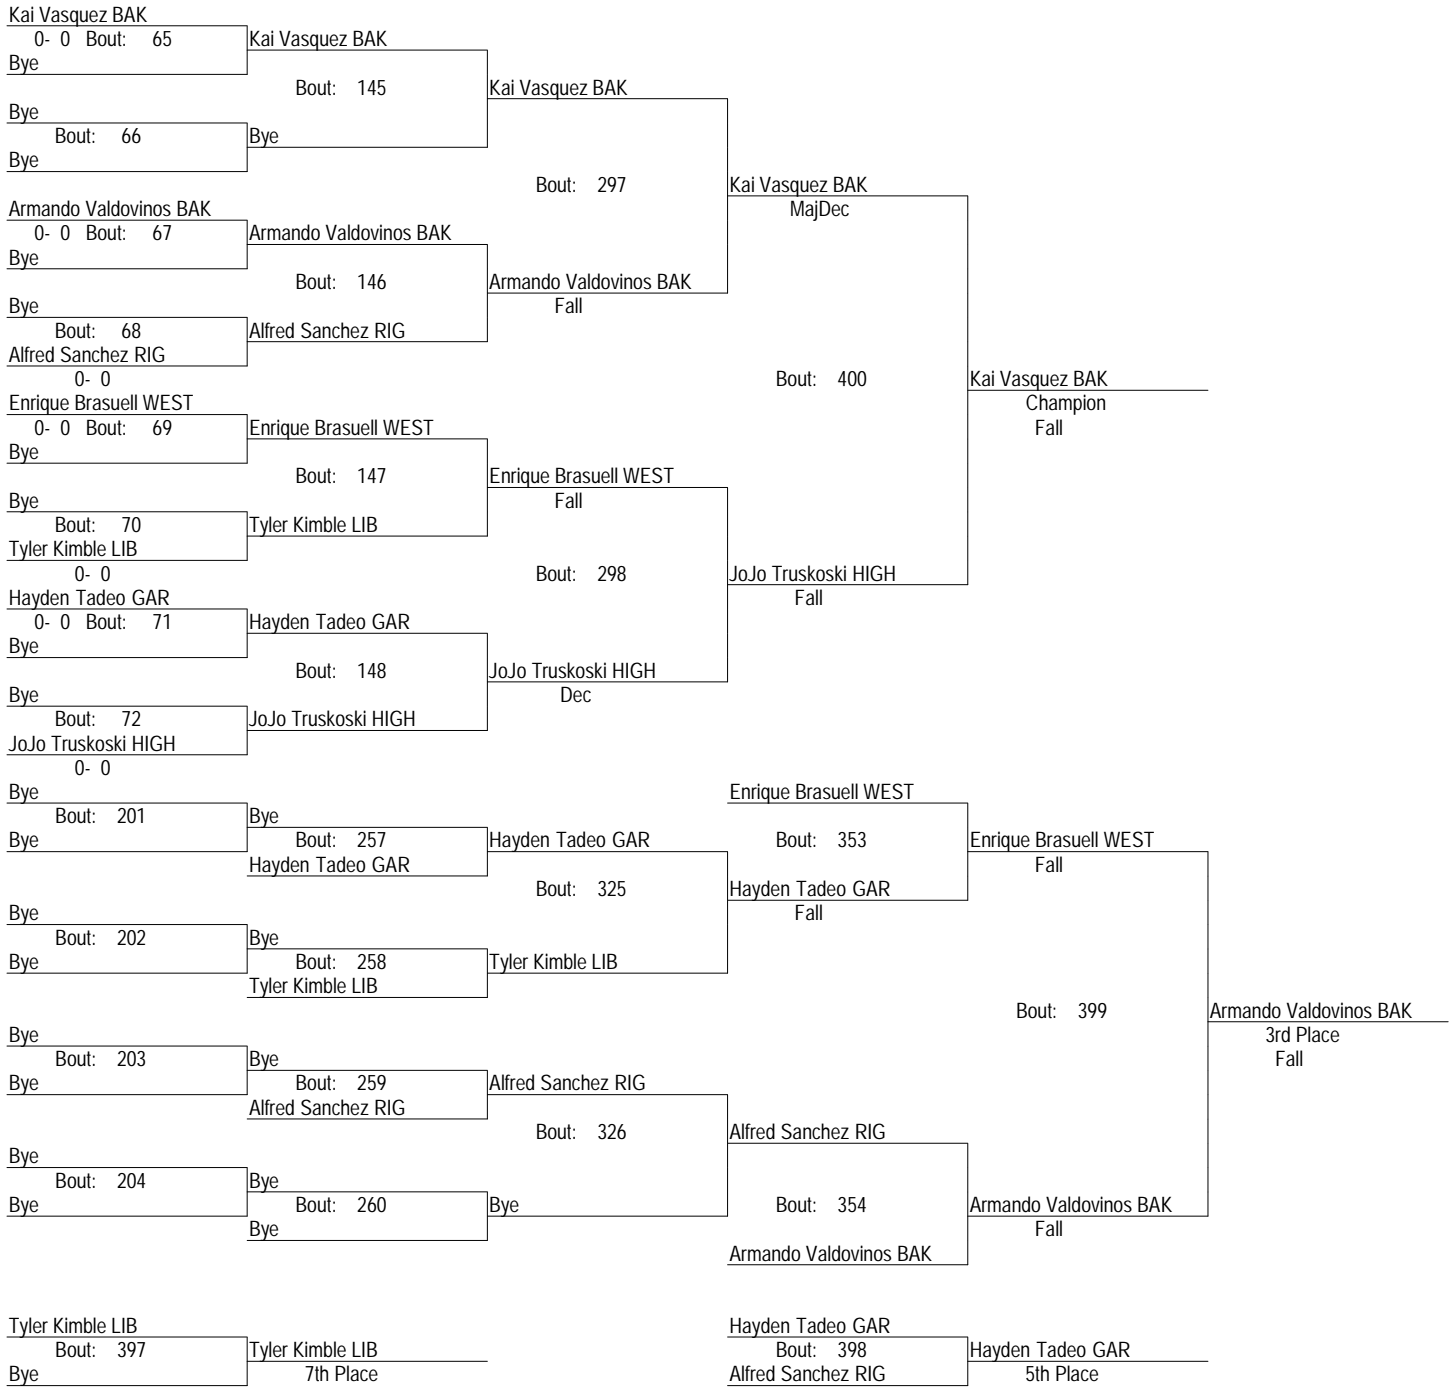 Kai Vasquez BAK
0- 0 Bout: 65
Bye
Kai Vasquez BAK
Bout: 145
Bye
Bout: 66
Bye
Bye
Kai Vasquez BAK
Bout: 297
Armando Valdovinos BAK
0- 0 Bout: 67
Bye
Armando Valdovinos BAK
Bout: 146
Bye
Bout: 68
Alfred Sanchez RIG
0- 0
Alfred Sanchez RIG
Armando Valdovinos BAK
Fall
Kai Vasquez BAK
MajDec
Bout: 400
Enrique Brasuell WEST
0- 0 Bout: 69
Bye
Enrique Brasuell WEST
Bout: 147
Bye
Bout: 70
Tyler Kimble LIB
0- 0
Tyler Kimble LIB
Enrique Brasuell WEST
Fall
Bout: 298
Hayden Tadeo GAR
0- 0 Bout: 71
Bye
Hayden Tadeo GAR
Bout: 148
Bye
Bout: 72
JoJo Truskoski HIGH
0- 0
JoJo Truskoski HIGH
JoJo Truskoski HIGH
Dec
JoJo Truskoski HIGH
Fall
Kai Vasquez BAK
Champion
Fall
Bye
Bout: 201
Bye
Bye
Bout: 257
Hayden Tadeo GAR
Hayden Tadeo GAR
Bout: 325
Bye
Bout: 202
Bye
Bye
Bout: 258
Tyler Kimble LIB
Tyler Kimble LIB
Enrique Brasuell WEST
Bout: 353
Hayden Tadeo GAR
Fall
Enrique Brasuell WEST
Fall
Bout: 399
Bye
Bout: 203
Bye
Bye
Bout: 259
Alfred Sanchez RIG
Alfred Sanchez RIG
Bout: 326
Bye
Bout: 204
Bye
Bye
Bout: 260
Bye
Bye
Alfred Sanchez RIG
Bout: 354
Armando Valdovinos BAK
Armando Valdovinos BAK
Fall
Armando Valdovinos BAK
3rd Place
Fall
Tyler Kimble LIB
Bout: 397
Bye
Tyler Kimble LIB
7th Place
Hayden Tadeo GAR
Bout: 398
Alfred Sanchez RIG
Hayden Tadeo GAR
5th Place